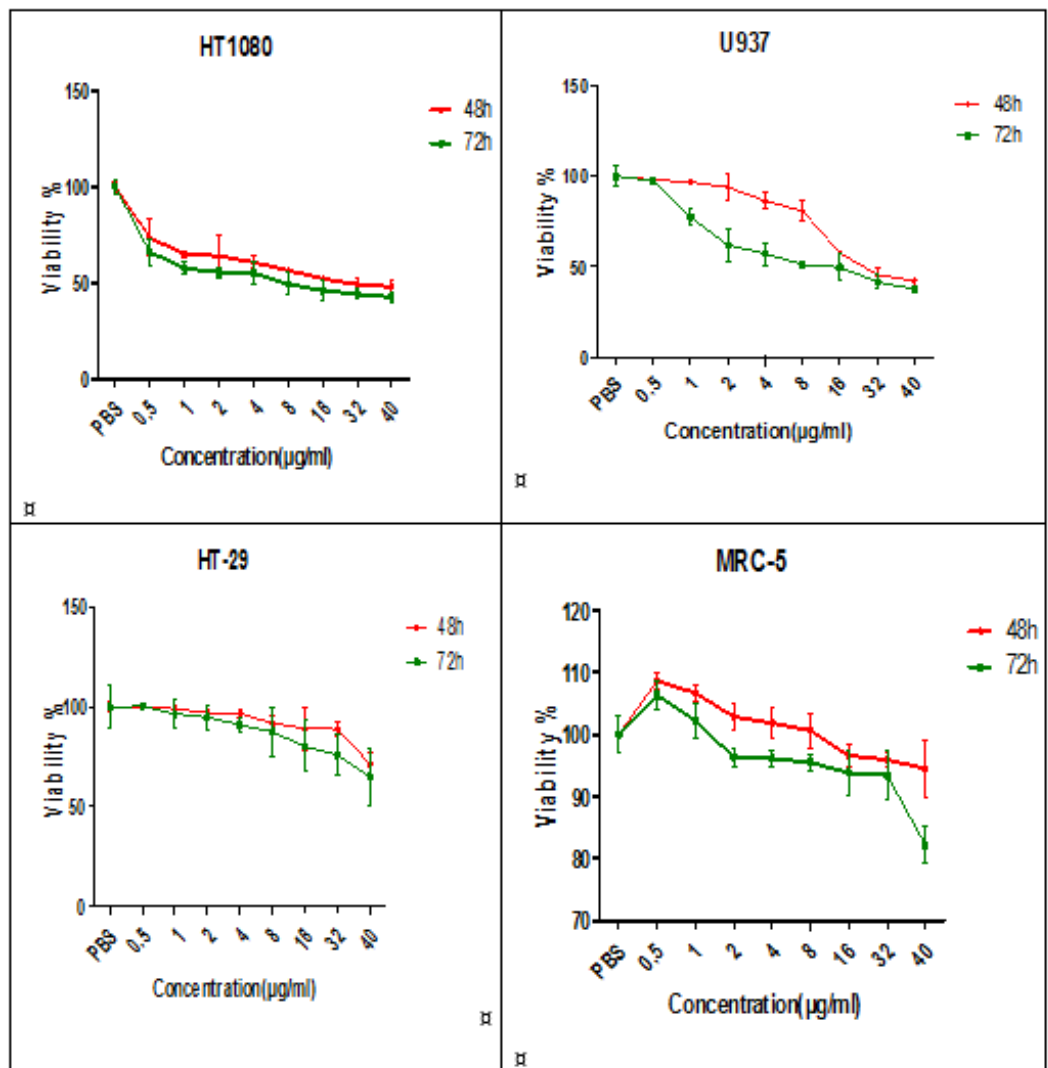 HT1080
150
100
50
0
Viability %
48h
72h
PBS 0.5 1 2 4 8 16 32 40
Concentration(µg/ml)
¤
U937
150
100
50
0
Viability %
48h
72h
PBS 0.5 1 2 4 8 16 32 40
Concentration(µg/ml)
¤
HT-29
150
100
50
0
Viability %
48h
72h
PBS 0.5 1 2 4 8 16 32 40
Concentration(µg/ml)
¤
MRC-5
120
110
100
90
80
70
Viability %
48h
72h
PBS 0.5 1 2 4 8 16 32 40
Concentration(µg/ml)
¤